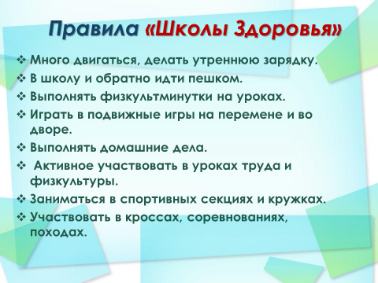 Правила «Школы Здоровья»
❖ Много двигаться, делать утреннюю зарядку.
❖ В школу и обратно идти пешком.
❖ Выполнять физкультминутки на уроках.
❖ Играть в подвижные игры на перемене и во
дворе.
❖ Выполнять домашние дела.
❖ Активное участвовать в уроках труда и
физкультуры.
❖ Заниматься в спортивных секциях и кружках.
❖ Участвовать в кроссах, соревнованиях,
походах.